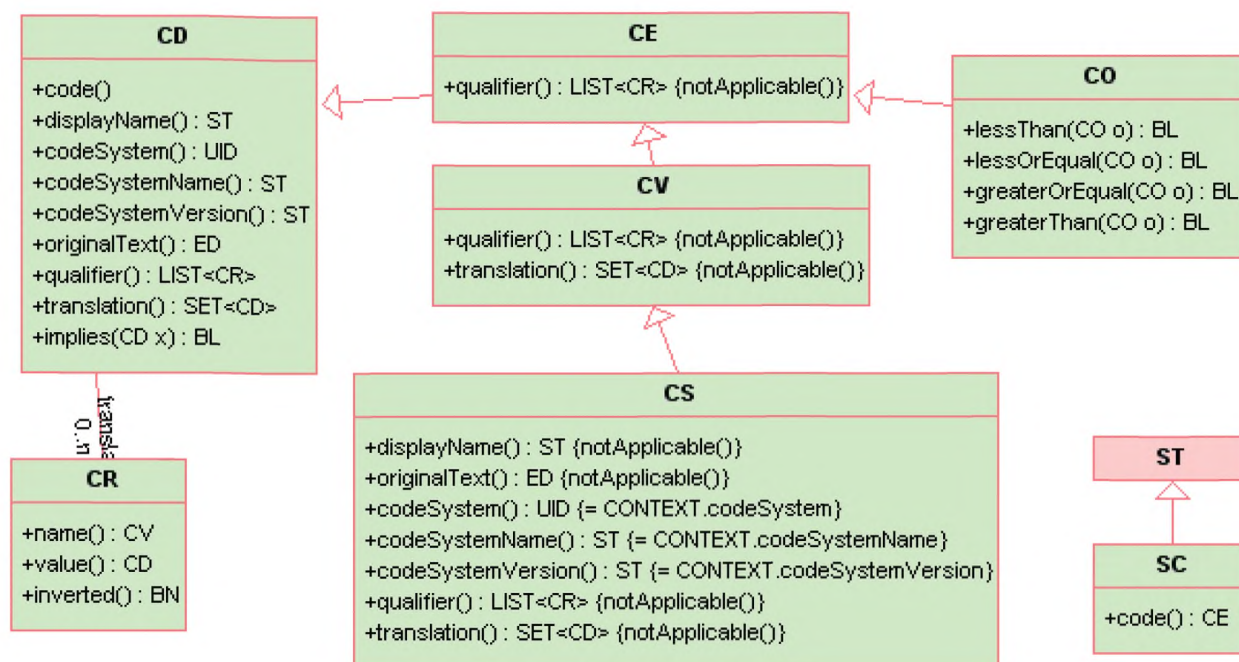 CD
+code()
+displayName() : ST
+codeSystem() : UID
+codeSystemName() : ST
+codeSystemVersion() : ST
+originalText() : ED
+qualifier() : LIST<CR>
+translation() : SET<CD>
+implies(CD x) : BL
CE
+qualifier() : LIST<CR> {notApplicable()}
CO
+lessThan(CO o) : BL
+lessOrEqual(CO o) : BL
+greaterOrEqual(CO o) : BL
+greaterThan(CO o) : BL
CV
+qualifier() : LIST<CR> {notApplicable()}
+translation() : SET<CD> {notApplicable()}
0..n
CR
+name() : CV
+value() : CD
+inverted() : BN
CS
+displayName() : ST {notApplicable()}
+originalText() : ED {notApplicable()}
+codeSystem() : UID {= CONTEXT.codeSystem}
+codeSystemName() : ST {= CONTEXT.codeSystemName}
+codeSystemVersion() : ST {= CONTEXT.codeSystemVersion}
+qualifier() : LIST<CR> {notApplicable()}
+translation() : SET<CD> {notApplicable()}
ST
SC
+code() : CE